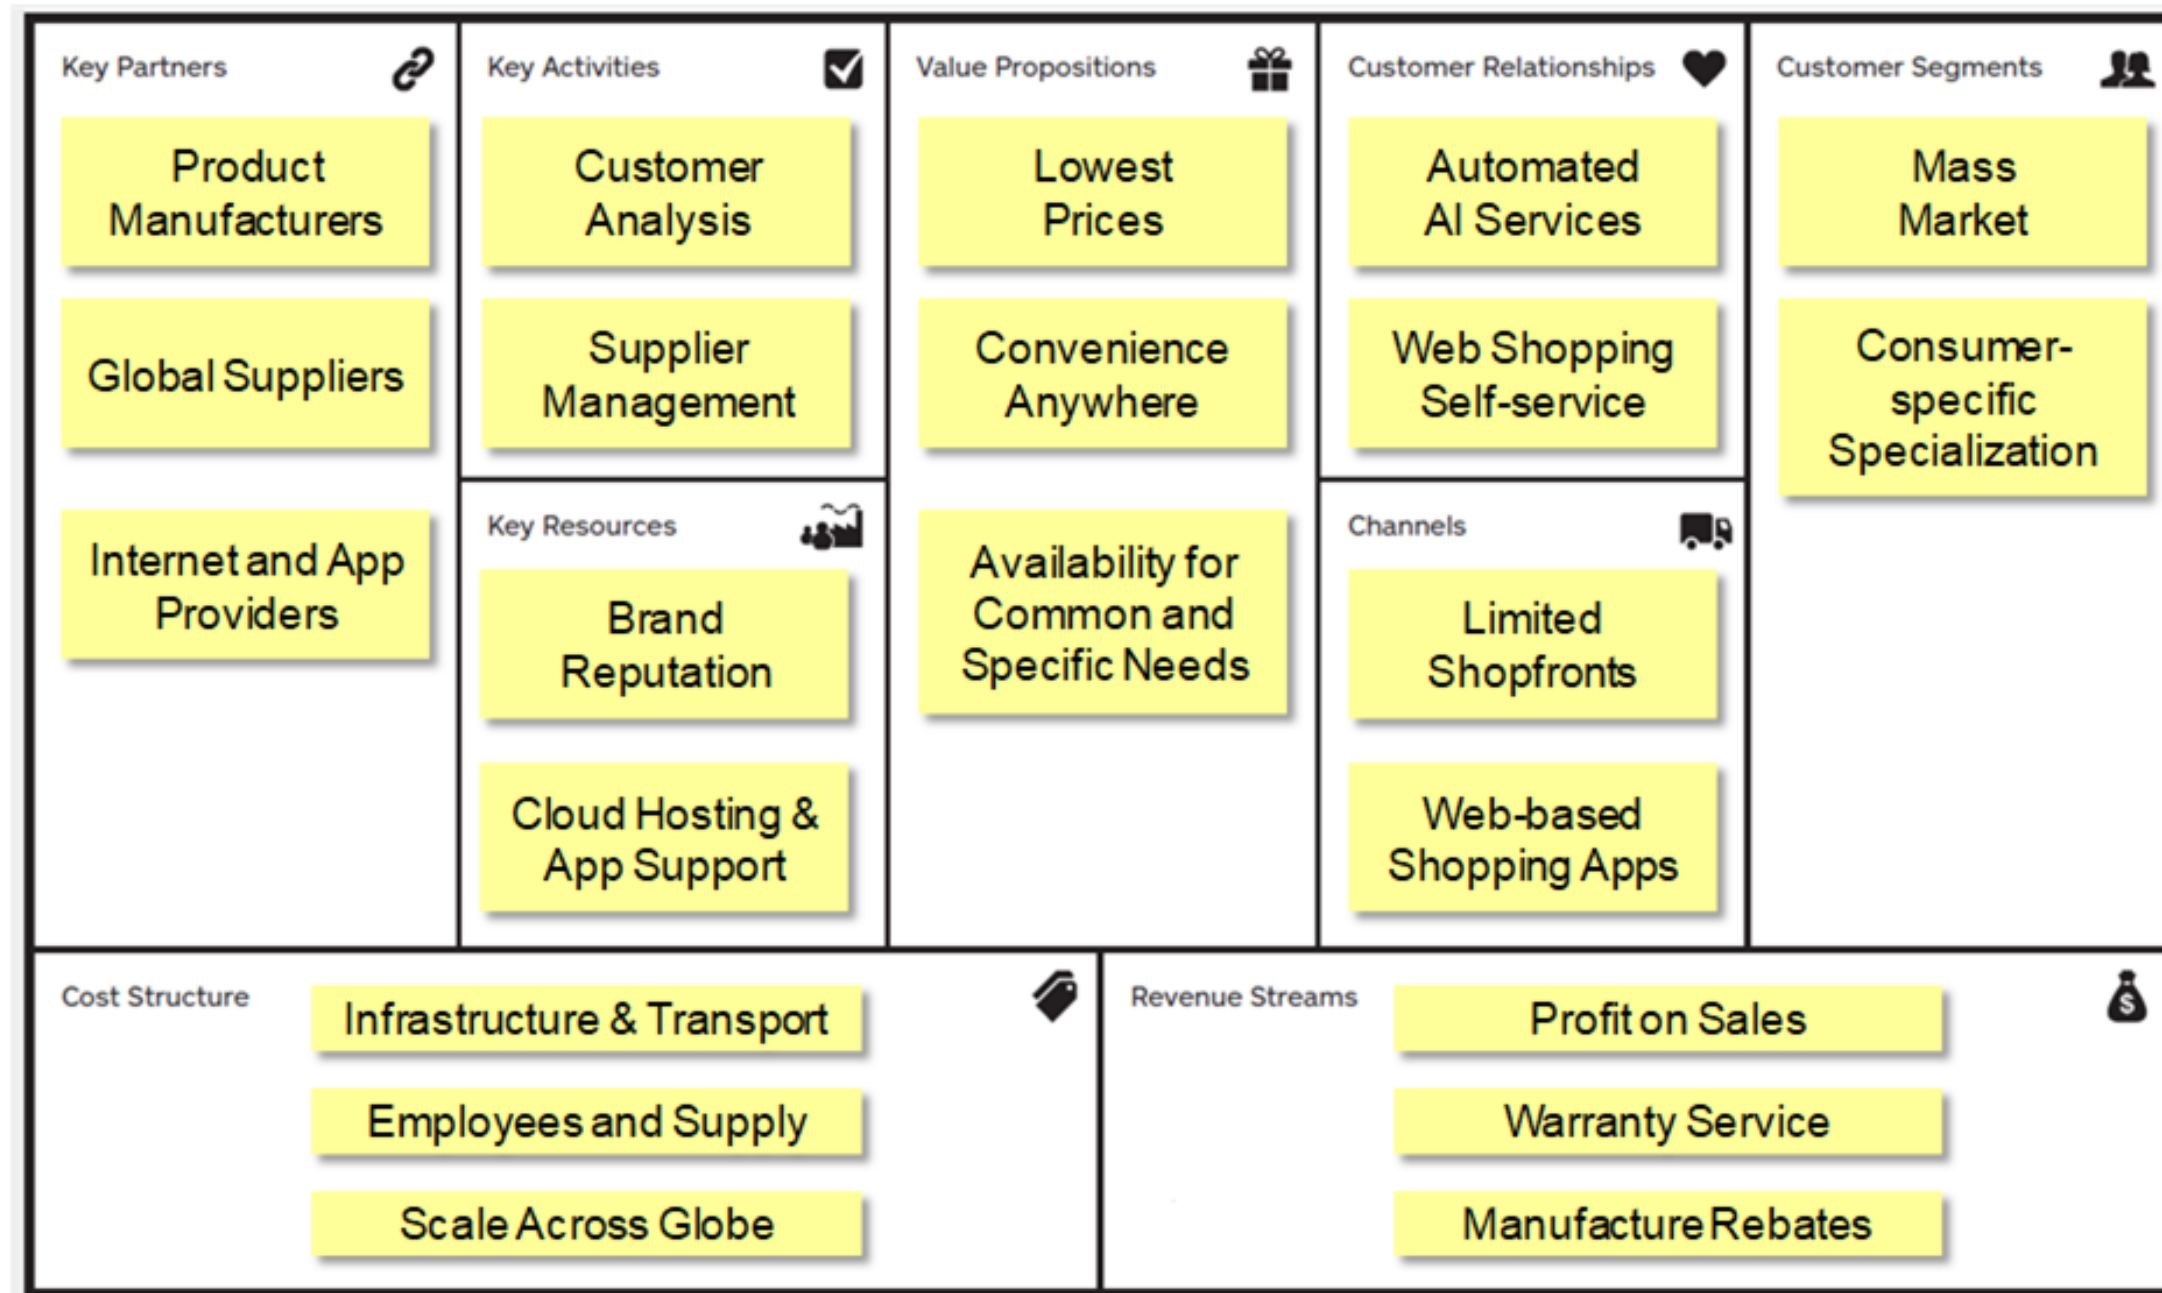 Key Partners
Product
Manufacturers
Global Suppliers
Internet and App
Providers
Key Activities
Customer
Analysis
Supplier
Management
Key Resources
Brand
Reputation
Cloud Hosting &
App Support
Value Propositions
Lowest
Prices
Convenience
Anywhere
Availability for
Common and
Specific Needs
Customer Relationships
Automated
AI Services
Web Shopping
Self-service
Channels
Limited
Shopfronts
Web-based
Shopping Apps
Customer Segments
Mass
Market
Consumer-
specific
Specialization
Cost Structure
Infrastructure & Transport
Employees and Supply
Scale Across Globe
Revenue Streams
Profit on Sales
Warranty Service
Manufacture Rebates
$